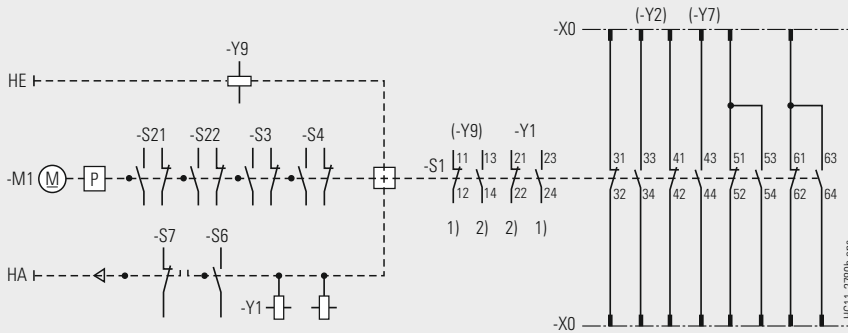 -X0 (-Y2) (-Y7)
-Y9
HE
-S21 -S22 -S3 -S4
(-Y9) -Y1
-M1 M P
-S1 11 13 21 23
31 33 41 43 51 53 61 63
12 14 22 24
32 34 42 44 52 54 62 64
1) 2) 2) 1)
-S7 -S6
HA
-Y1
-X0